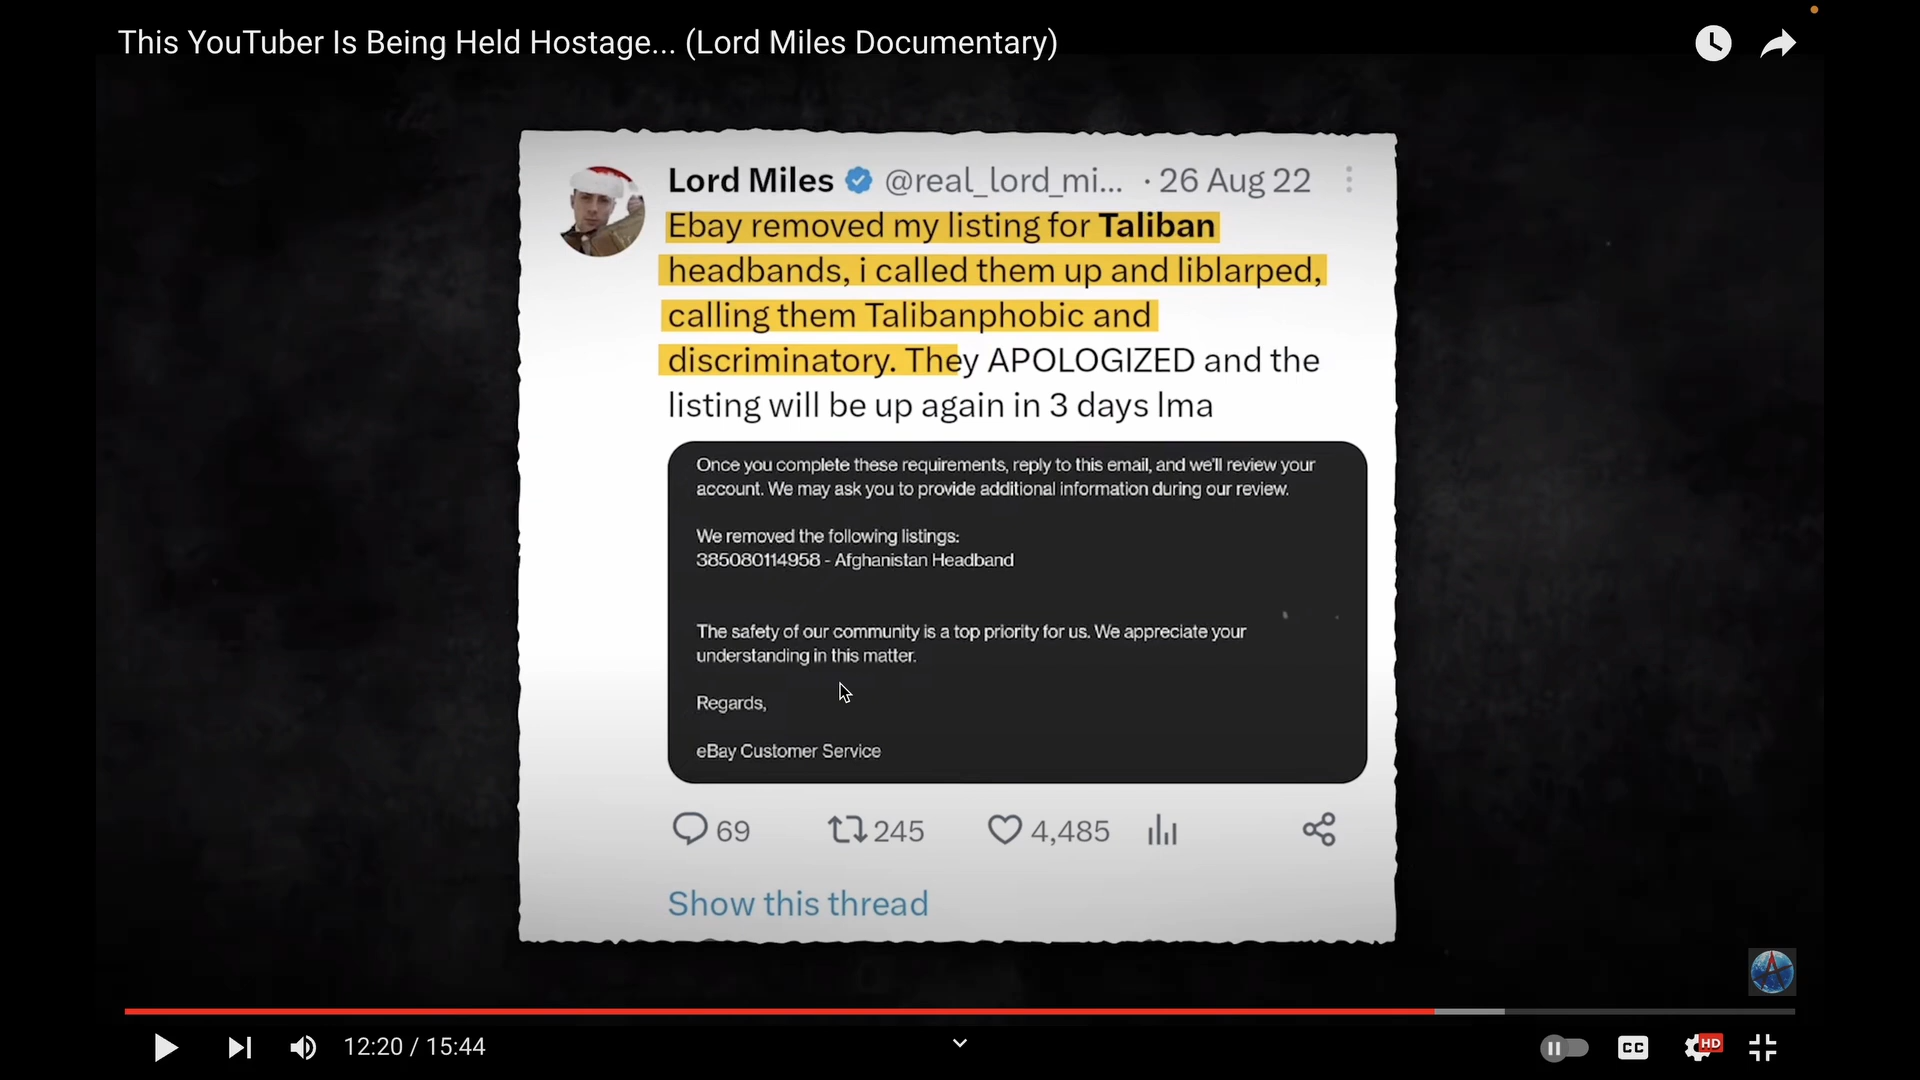 This YouTuber Is Being Held Hostage... (Lord Miles Documentary)
Lord Miles @real_lord_mi... · 26 Aug 22
Ebay removed my listing for Taliban
headbands, i called them up and liblarped,
calling them Talibanphobic and
discriminatory. They APOLOGIZED and the
listing will be up again in 3 days lma
Once you complete these requirements, reply to this email, and we'll review your
account. We may ask you to provide additional information during our review.
We removed the following listings:
385080114958 - Afghanistan Headband
The safety of our community is a top priority for us. We appreciate your
understanding in this matter.
Regards,
eBay Customer Service
69 245 4,485
Show this thread
12:20 / 15:44
CC
HD